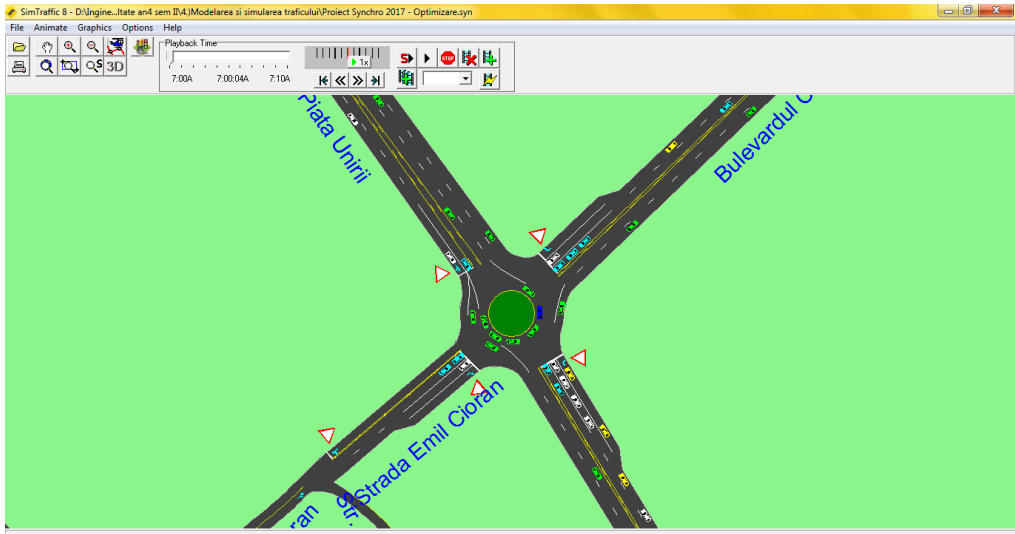 SimTraffic 8 - D:\Ingine...ltate an4 sem II\4.)Modelarea si simularea traficului\Proiect Synchro 2017 - Optimizare.syn
File Animate Graphics Options Help
Playback Time
1x
7:00A 7:00:04A 7:10A
S
STOP
S 3D
Piata Unirii
Bulevardul C
Strada Emil Cioran
Str. S
ran